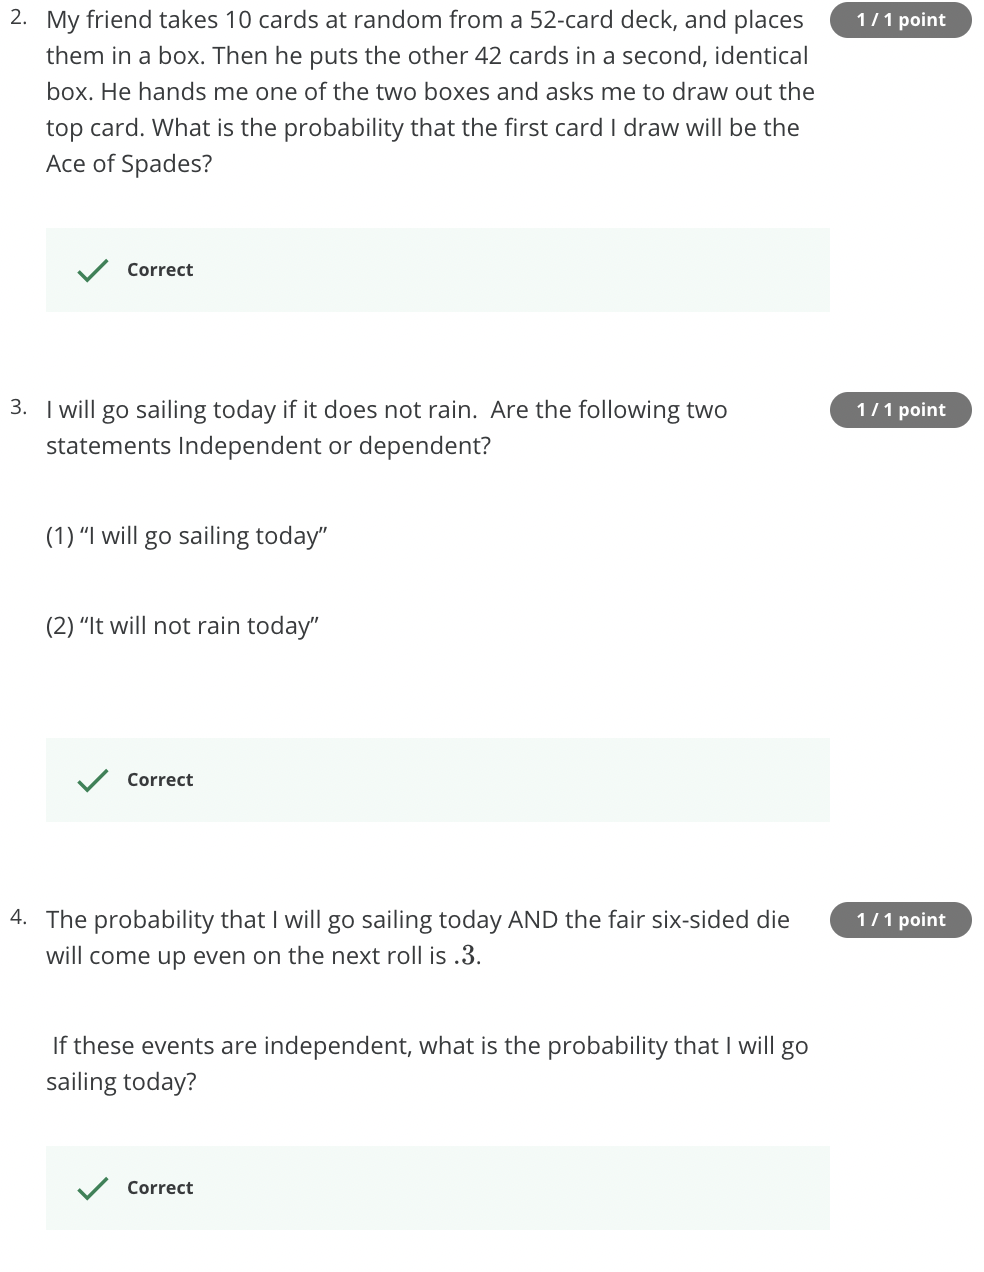 2. My friend takes 10 cards at random from a 52-card deck, and places
1 / 1 point
them in a box. Then he puts the other 42 cards in a second, identical
box. He hands me one of the two boxes and asks me to draw out the
top card. What is the probability that the first card I draw will be the
Ace of Spades?
Correct
3. I will go sailing today if it does not rain.  Are the following two
1 / 1 point
statements Independent or dependent?
(1) “I will go sailing today”
(2) “It will not rain today”
Correct
4. The probability that I will go sailing today AND the fair six-sided die
1 / 1 point
will come up even on the next roll is .3.
If these events are independent, what is the probability that I will go
sailing today?
Correct